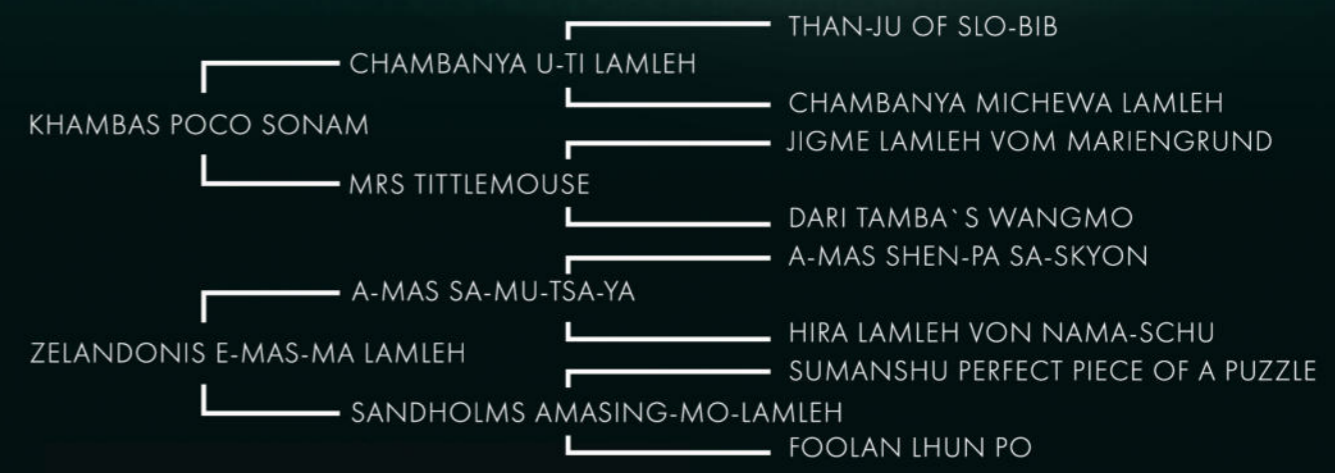 THAN-JU OF SLO-BIB
CHAMBANYA U-TI LAMLEH
CHAMBANYA MICHEWA LAMLEH
KHAMBAS POCO SONAM
JIGME LAMLEH VOM MARIENGRUND
MRS TITTLEMOUSE
DARI TAMBA`S WANGMO
A-MAS SHEN-PA SA-SKYON
A-MAS SA-MU-TSA-YA
HIRA LAMLEH VON NAMA-SCHU
ZELANDONIS E-MAS-MA LAMLEH
SUMANSHU PERFECT PIECE OF A PUZZLE
SANDHOLMS AMASING-MO-LAMLEH
FOOLAN LHUN PO